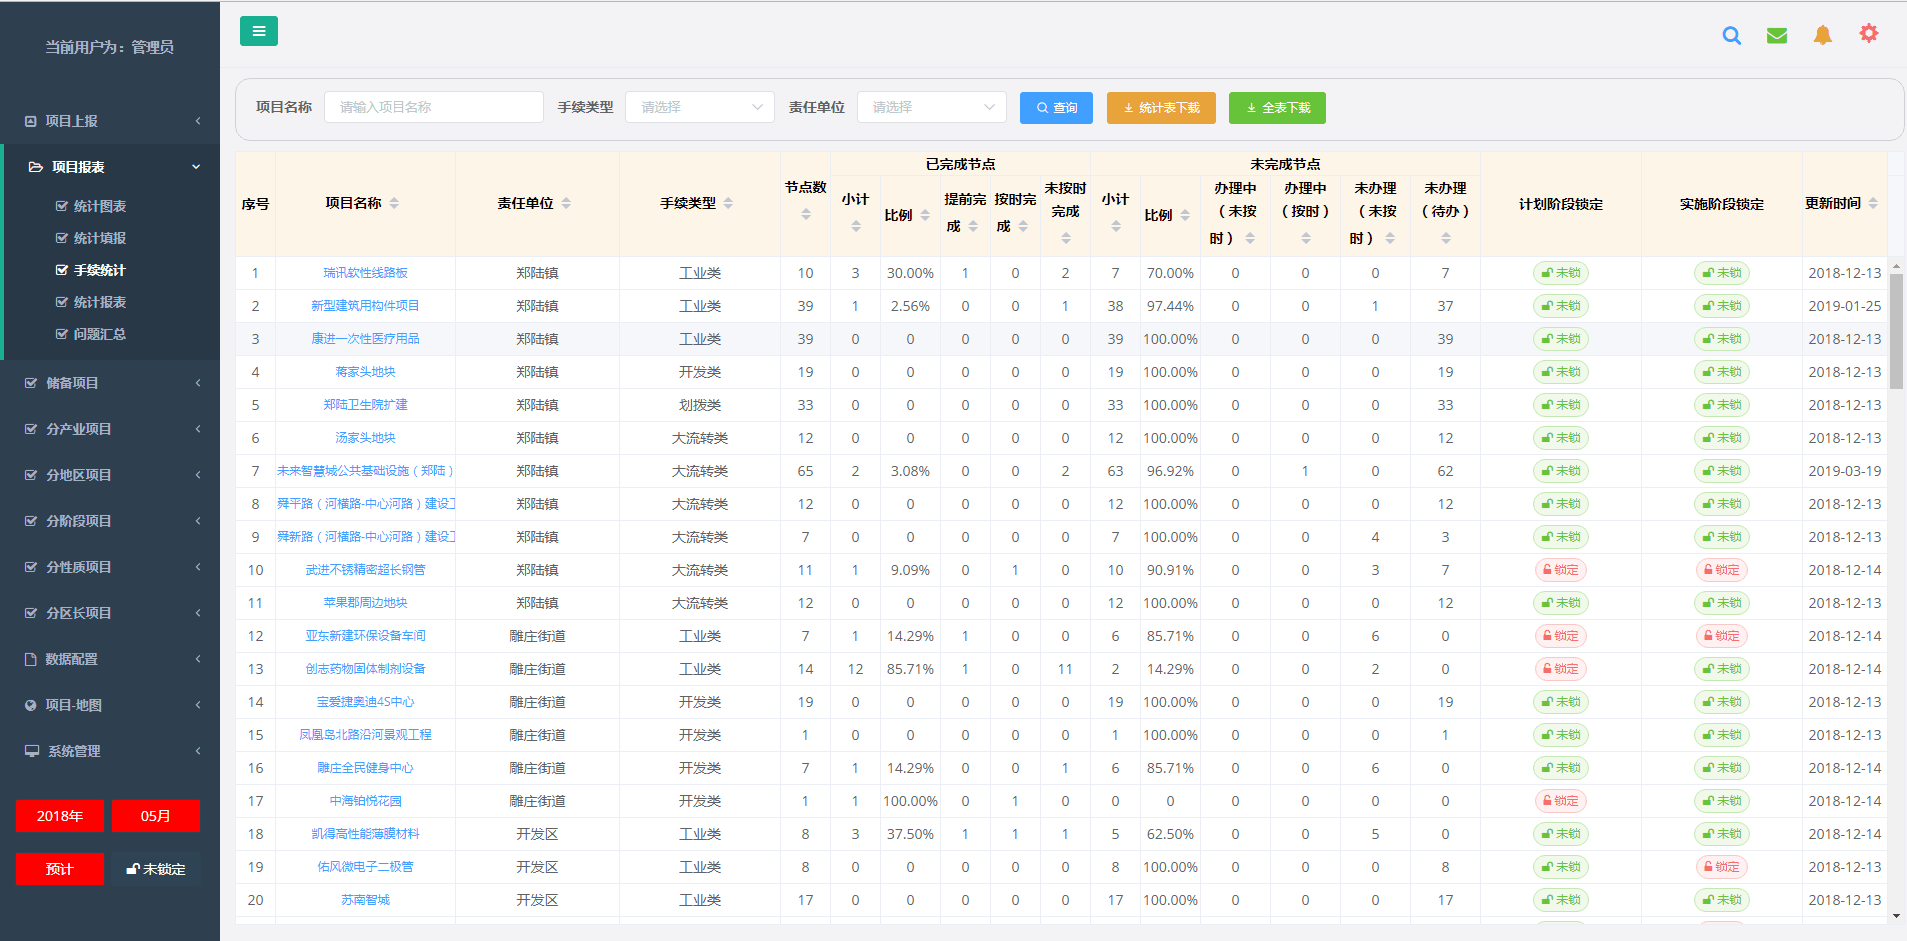 当前用户为：管理员
项目上报
项目报表
统计图表
统计填报
手续统计
统计报表
问题汇总
储备项目
分产业项目
分地区项目
分阶段项目
分性质项目
分区长项目
数据配置
项目-地图
系统管理
2018年 05月
预计 未锁定
项目名称 请输入项目名称 手续类型 请选择 责任单位 请选择 查询 统计表下载 全表下载
序号 项目名称 责任单位 手续类型 节点数 已完成节点 未完成节点 计划阶段锁定 实施阶段锁定 更新时间
小计 比例 提前完成 按时完成 未按时完成 小计 比例 办理中（未按时） 办理中（按时） 未办理（未按时） 未办理（待办）
1 瑞讯软性线路板 郑陆镇 工业类 10 3 30.00% 1 0 2 7 70.00% 0 0 0 7 未锁 未锁 2018-12-13
2 新型建筑用构件项目 郑陆镇 工业类 39 1 2.56% 0 0 1 38 97.44% 0 0 1 37 未锁 未锁 2019-01-25
3 康进一次性医疗用品 郑陆镇 工业类 39 0 0 0 0 0 39 100.00% 0 0 0 39 未锁 未锁 2018-12-13
4 蒋家头地块 郑陆镇 开发类 19 0 0 0 0 0 19 100.00% 0 0 0 19 未锁 未锁 2018-12-13
5 郑陆卫生院扩建 郑陆镇 划拨类 33 0 0 0 0 0 33 100.00% 0 0 0 33 未锁 未锁 2018-12-13
6 汤家头地块 郑陆镇 大流转类 12 0 0 0 0 0 12 100.00% 0 0 0 12 未锁 未锁 2018-12-13
7 未来智慧城公共基础设施（郑陆） 郑陆镇 大流转类 65 2 3.08% 0 0 2 63 96.92% 0 1 0 62 未锁 未锁 2019-03-19
8 舜平路（河横路-中心河路）建设工 郑陆镇 大流转类 12 0 0 0 0 0 12 100.00% 0 0 0 12 未锁 未锁 2018-12-13
9 舜新路（河横路-中心河路）建设工 郑陆镇 大流转类 7 0 0 0 0 0 7 100.00% 0 0 4 3 未锁 未锁 2018-12-13
10 武进不锈精密超长钢管 郑陆镇 大流转类 11 1 9.09% 0 1 0 10 90.91% 0 0 3 7 锁定 锁定 2018-12-14
11 苹果郡周边地块 郑陆镇 大流转类 12 0 0 0 0 0 12 100.00% 0 0 0 12 未锁 未锁 2018-12-13
12 亚东新建环保设备车间 雕庄街道 工业类 7 1 14.29% 1 0 0 6 85.71% 0 0 6 0 锁定 锁定 2018-12-14
13 创志药物固体制剂设备 雕庄街道 工业类 14 12 85.71% 1 0 11 2 14.29% 0 0 2 0 锁定 未锁 2018-12-14
14 宝爱捷奥迪4S中心 雕庄街道 开发类 19 0 0 0 0 0 19 100.00% 0 0 0 19 未锁 未锁 2018-12-13
15 凤凰岛北路沿河景观工程 雕庄街道 开发类 1 0 0 0 0 0 1 100.00% 0 0 0 1 未锁 未锁 2018-12-13
16 雕庄全民健身中心 雕庄街道 开发类 7 1 14.29% 0 0 1 6 85.71% 0 0 6 0 未锁 未锁 2018-12-14
17 中海铂悦花园 雕庄街道 开发类 1 1 100.00% 0 1 0 0 0 0 0 0 0 锁定 未锁 2018-12-14
18 凯得高性能薄膜材料 开发区 工业类 8 3 37.50% 1 1 1 5 62.50% 0 0 5 0 未锁 未锁 2018-12-14
19 佑风微电子二极管 开发区 工业类 8 0 0 0 0 0 8 100.00% 0 0 0 8 未锁 锁定 2018-12-13
20 苏南智城 开发区 工业类 17 0 0 0 0 0 17 100.00% 0 0 0 17 未锁 未锁 2018-12-13